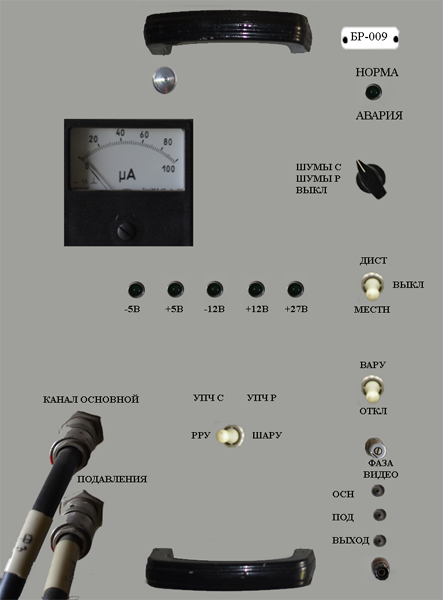 БР-009
НОРМА
АВАРИЯ
20 40 60 80
0 100
μA
ШУМЫ С
ШУМЫ Р
ВЫКЛ
ДИСТ
ВЫКЛ
МЕСТН
-5В +5В -12В +12В +27В
ВАРУ
ОТКЛ
КАНАЛ ОСНОВНОЙ
УПЧ С УПЧ Р
РРУ ШАРУ
ФАЗА
ВИДЕО
ПОДАВЛЕНИЯ
ОСН
ПОД
ВЫХОД